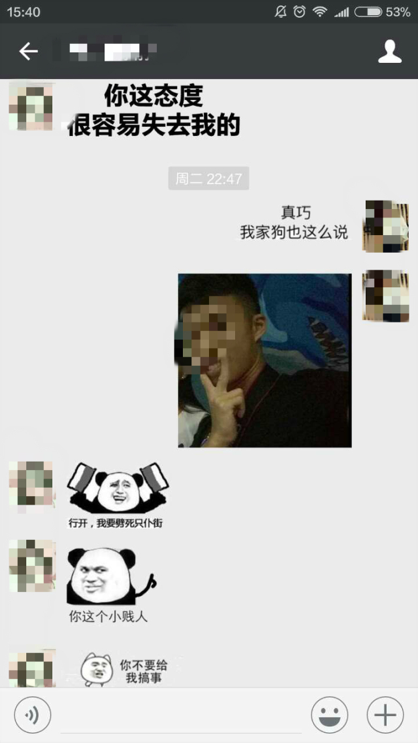 15:40
53%
你这态度
很容易失去我的
周二 22:47
真巧
我家狗也这么说
行开，我要劈死只仆街
你这个小贱人
你不要给
我搞事